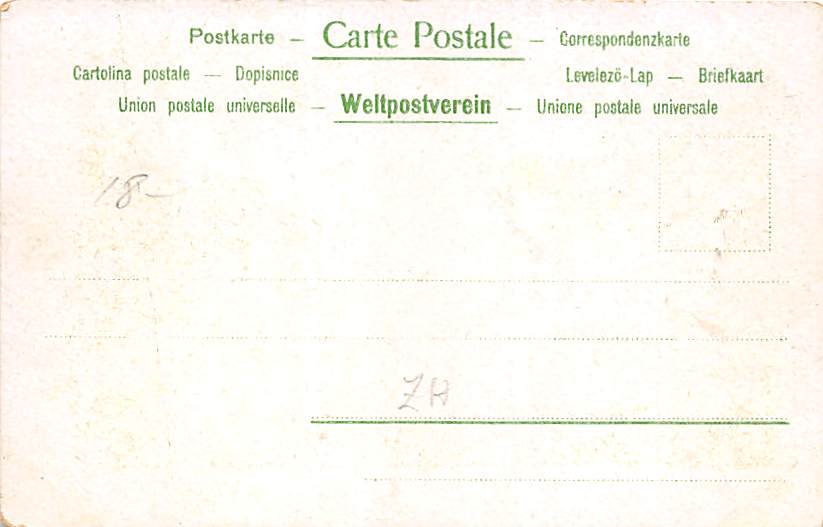 Postkarte – Carte Postale – Correspondenzkarte
Cartolina postale — Dopisnice Levelezö-Lap — Briefkaart
Union postale universelle – Weltpostverein – Unione postale universale
18-
ZH